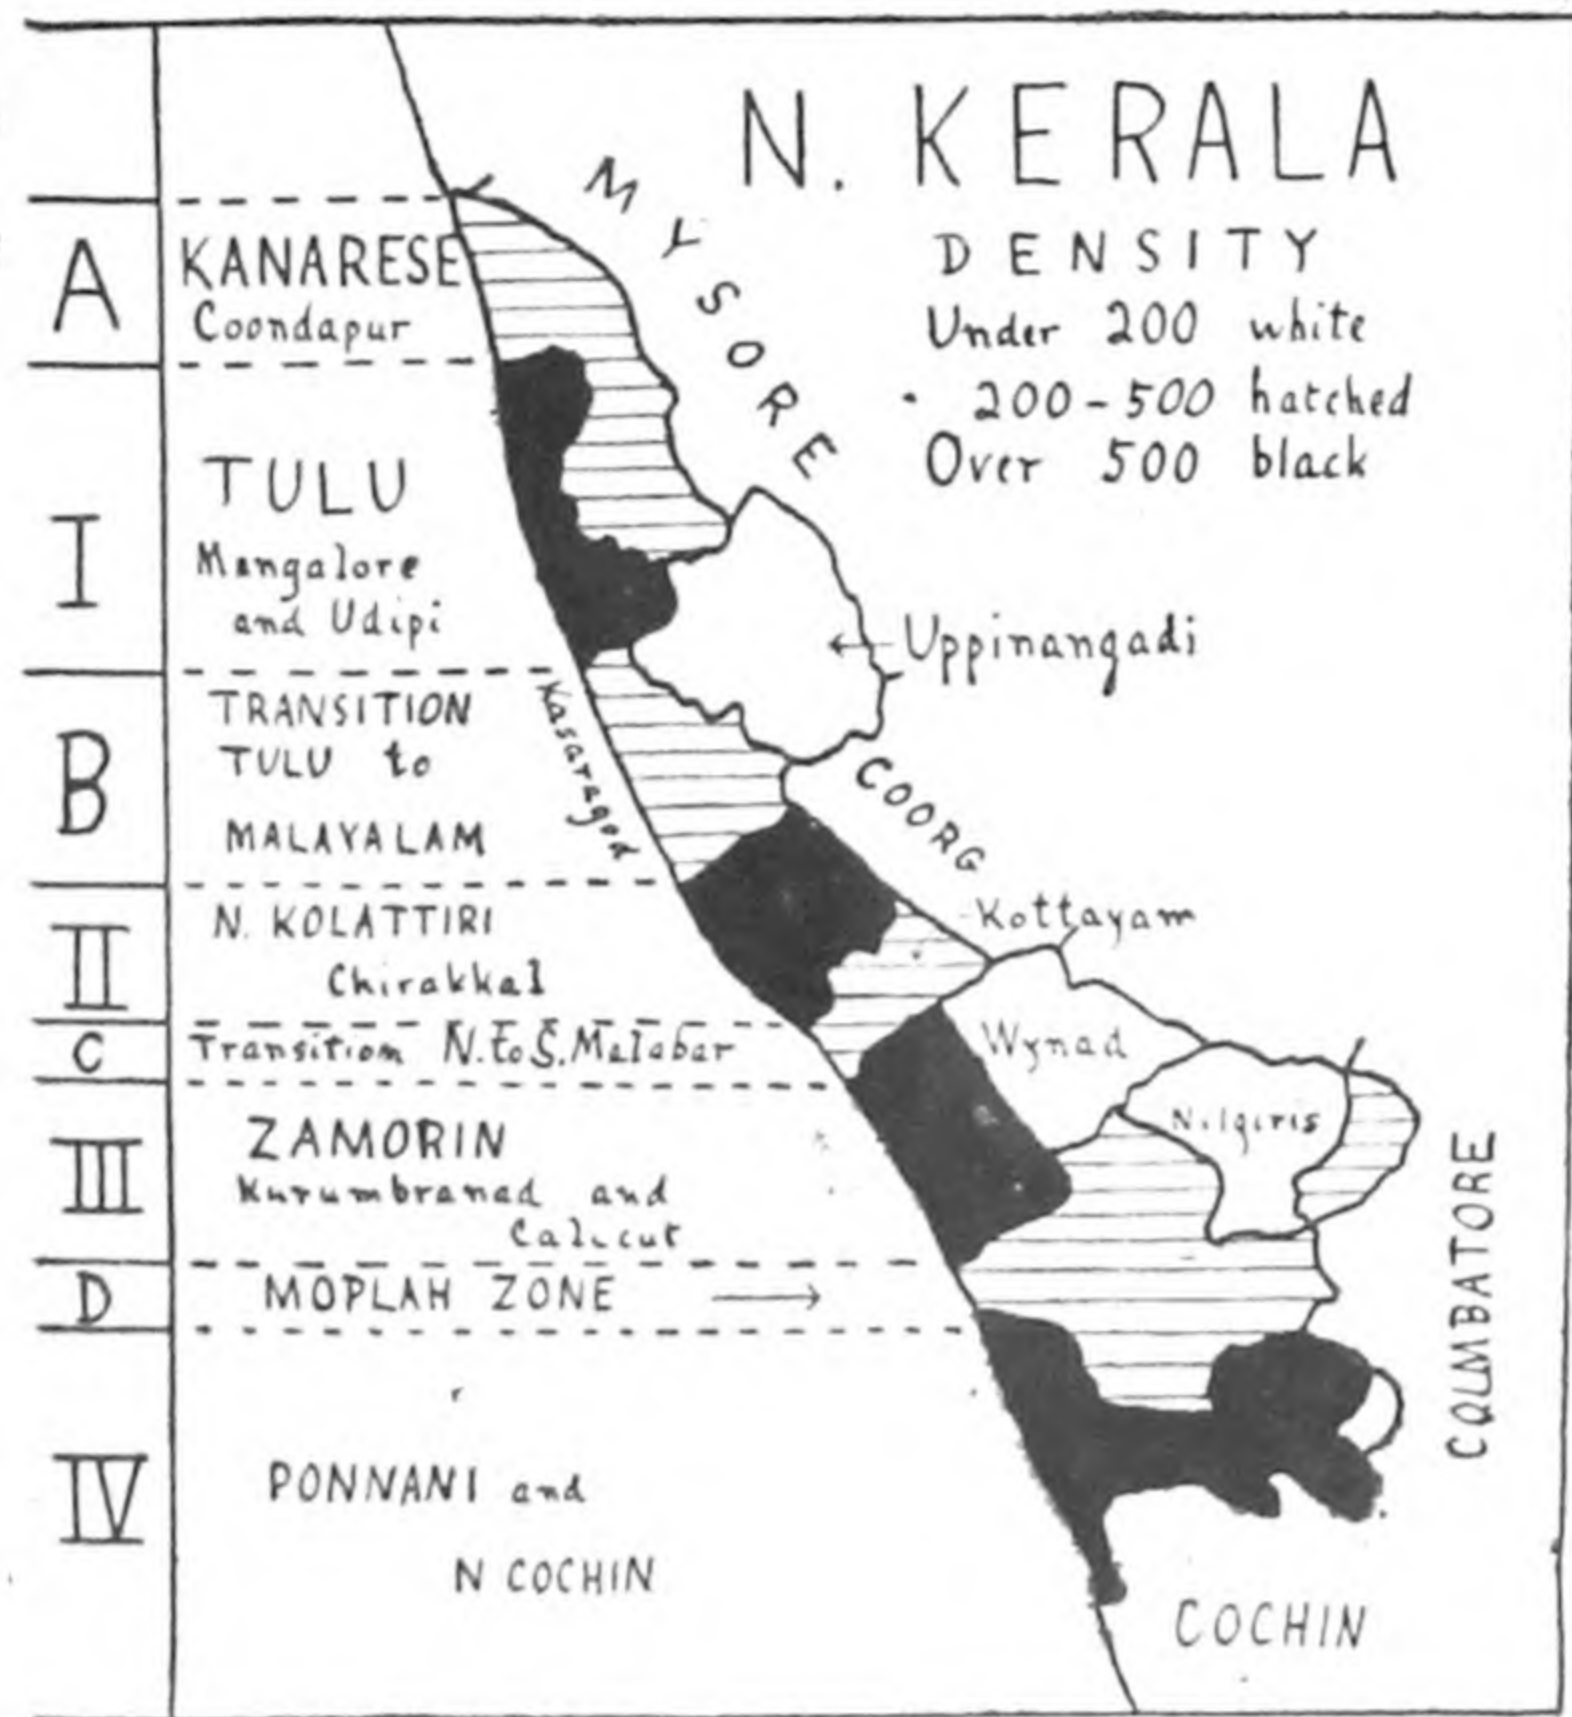 N. KERALA
DENSITY
Under 200 white
200-500 hatched
Over 500 black
MYSORE
A
KANARESE
Coondapur
I
TULU
Mangalore
and Udipi
Uppinangadi
B
TRANSITION
TULU to
MALAYALAM
Kasaragod
COORG
II
N. KOLATTIRI
Chirakkal
Kottayam
C
Transition N. to S. Malabar
Wynad
III
ZAMORIN
Kurumbranad and
Calicut
Nilgiris
D
MOPLAH ZONE →
COUMBATORE
IV
PONNANI and
N COCHIN
COCHIN